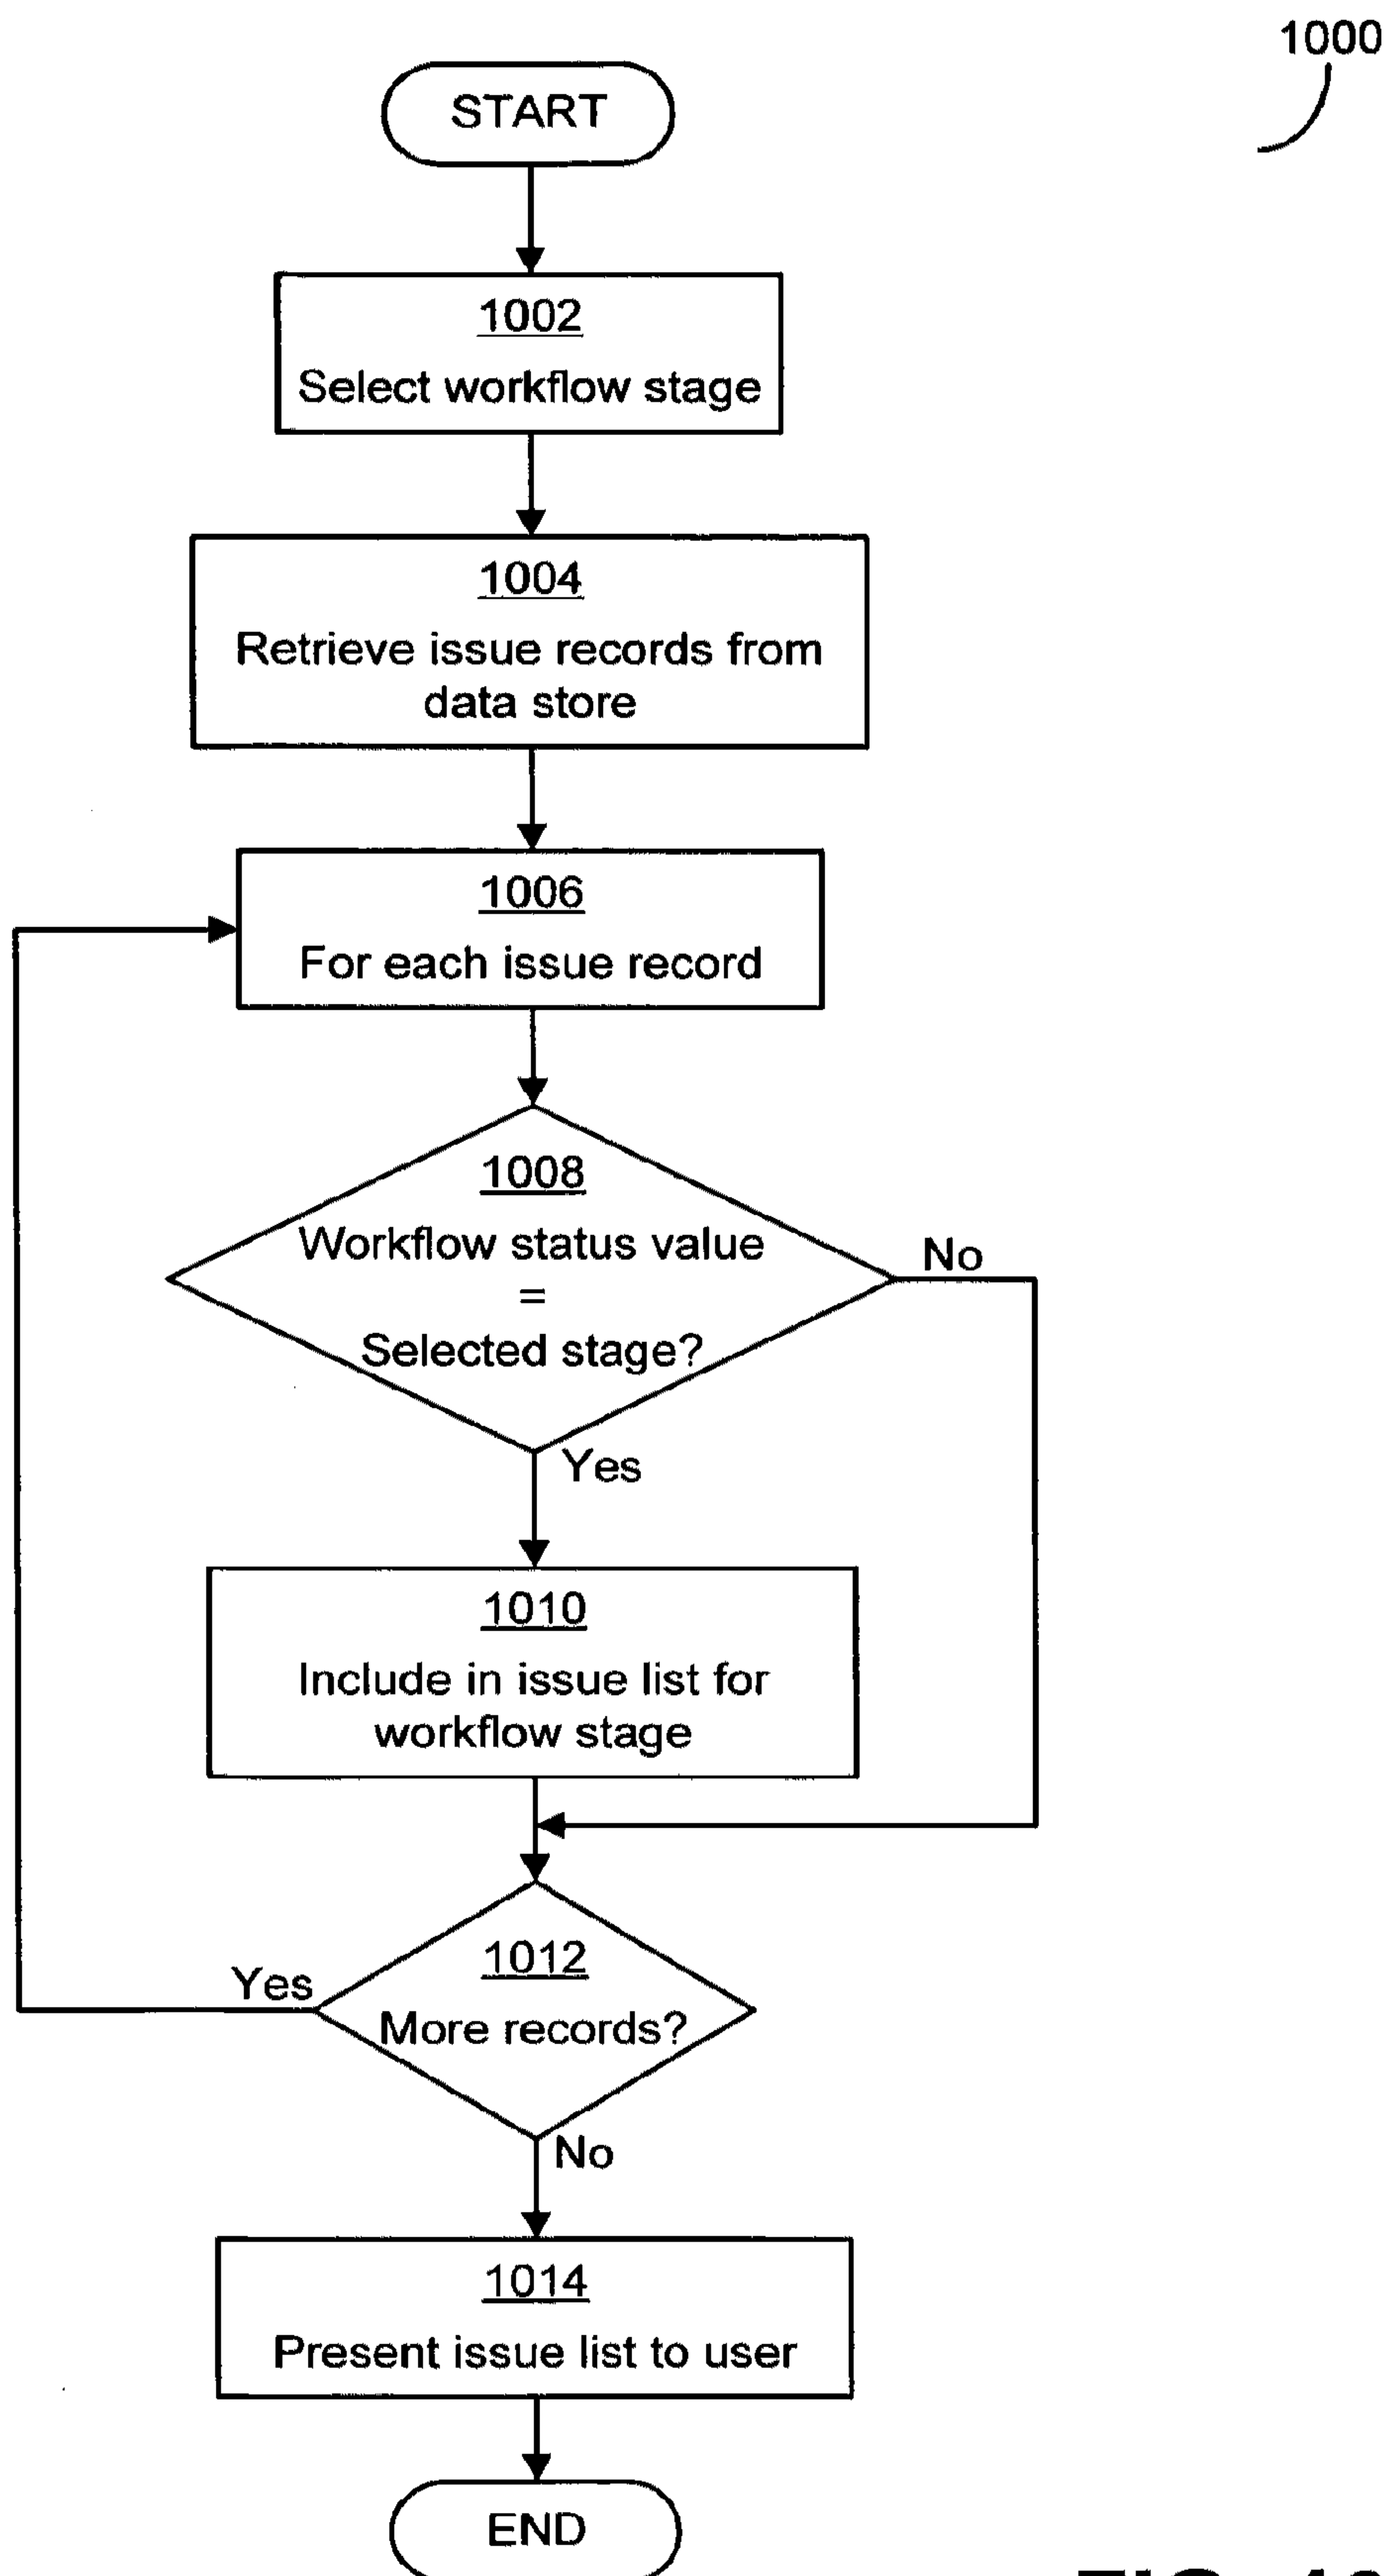 1000
START
1002
Select workflow stage
1004
Retrieve issue records from
data store
1006
For each issue record
1008
Workflow status value
=
Selected stage?
No
Yes
1010
Include in issue list for
workflow stage
1012
More records?
Yes
No
1014
Present issue list to user
END